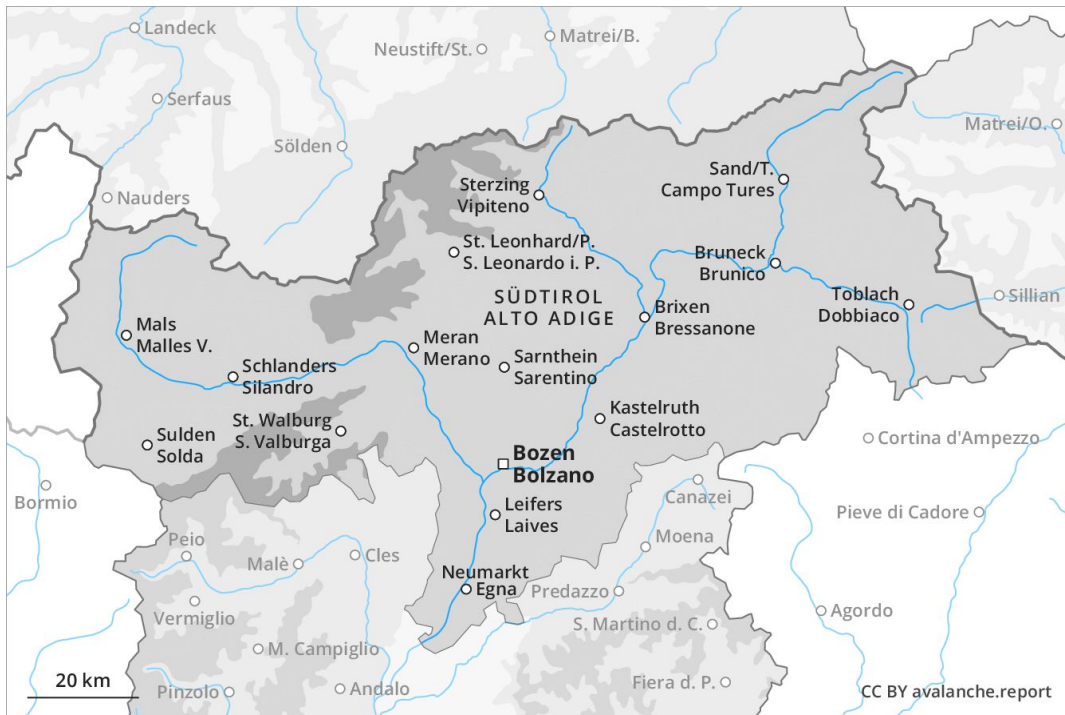 Landeck
Neustift/St.
Matrei/B.
Serfaus
Sölden
Matrei/O.
Nauders
Sterzing
Vipiteno
Sand/T.
Campo Tures
St. Leonhard/P.
S. Leonardo i. P.
Bruneck
Brunico
SÜDTIROL
ALTO ADIGE
Brixen
Bressanone
Toblach
Dobbiaco
Sillian
Mals
Malles V.
Meran
Merano
Sarnthein
Sarentino
Schlanders
Silandro
St. Walburg
S. Valburga
Kastelruth
Castelrotto
Sulden
Solda
Cortina d'Ampezzo
Bozen
Bolzano
Bormio
Canazei
Leifers
Laives
Pieve di Cadore
Peio
Malè
Cles
Moena
Neumarkt
Egna
Predazzo
Vermiglio
Agordo
S. Martino d. C.
M. Campiglio
20 km
Pinzolo
Andalo
Fiera d. P.
CC BY avalanche.report